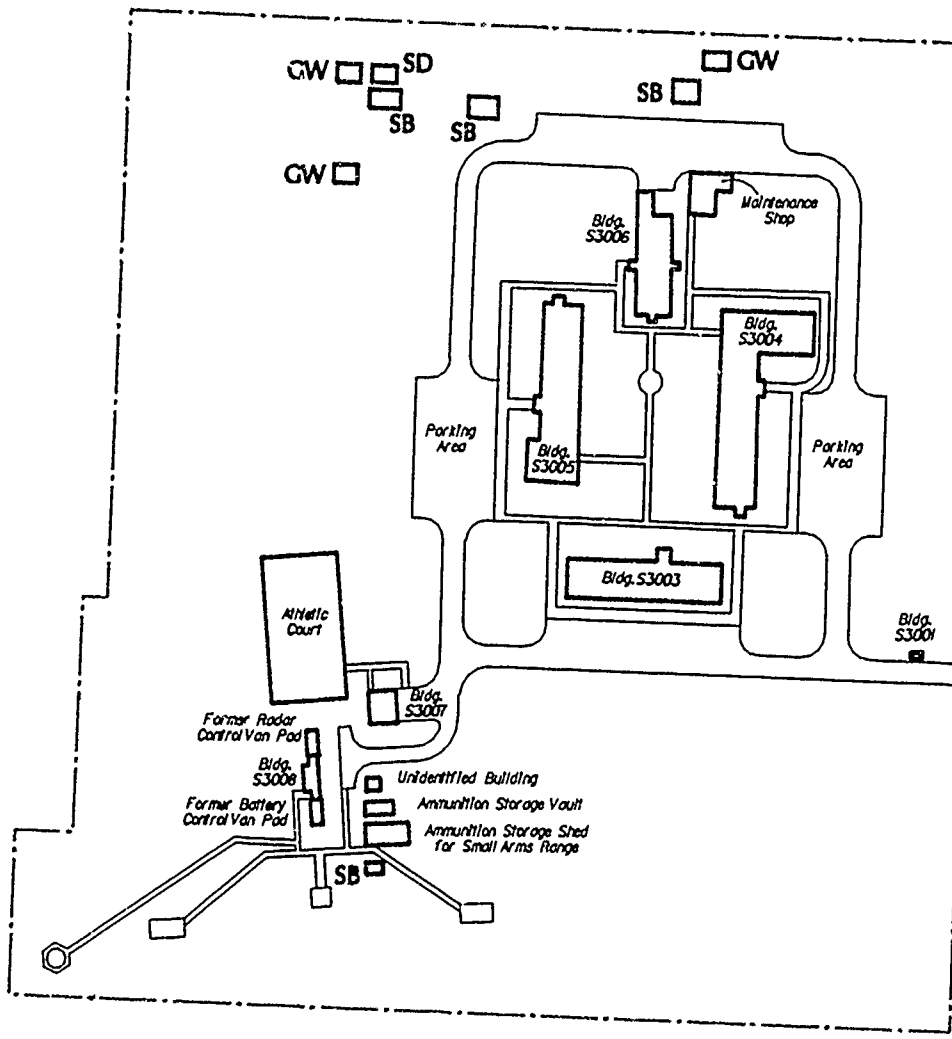 GW
SD
SB
SB
GW
SB
GW
Maintenance
Shop
Bldg.
S3006
Bldg.
S3004
Parking
Area
Bldg.
S3005
Parking
Area
Bldg. S3003
Athletic
Court
Bldg.
S3001
Bldg.
S3007
Former Radar
Control Van Pad
Bldg.
S3008
Former Battery
Control Van Pad
Unidentified Building
Ammunition Storage Vault
Ammunition Storage Shed
for Small Arms Range
SB